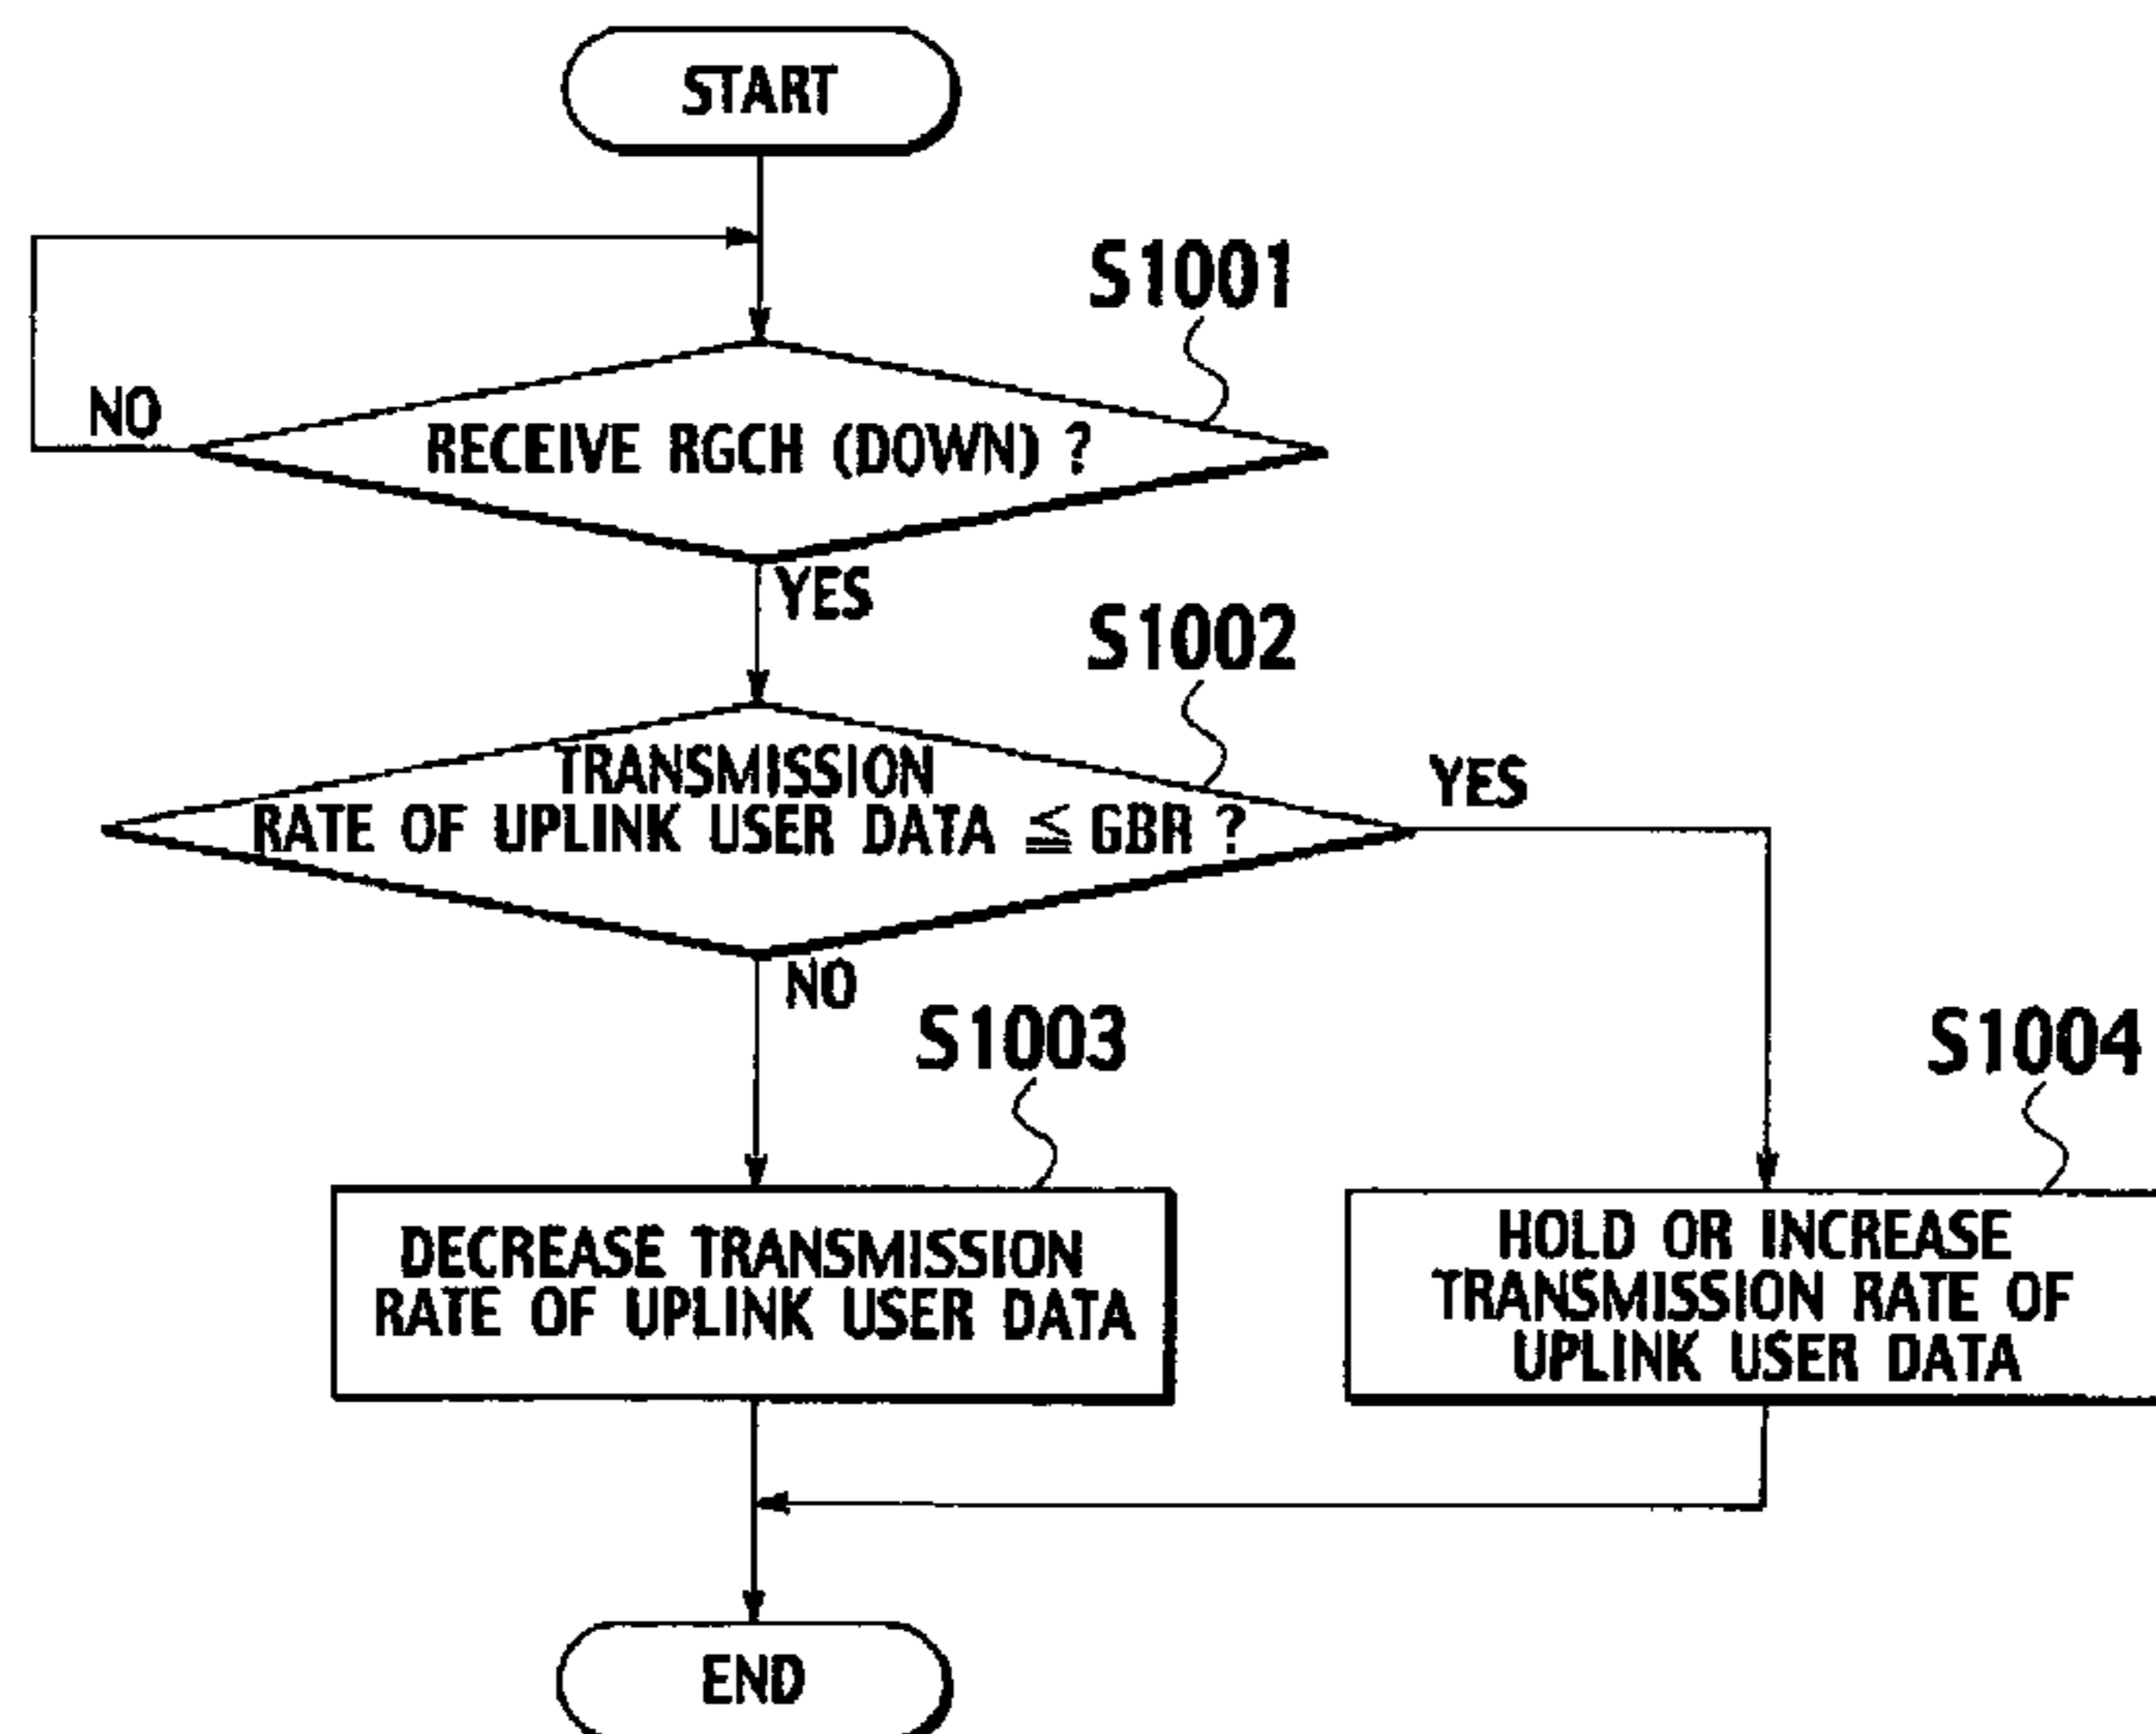 START
S1001
NO
RECEIVE RGCH (DOWN) ?
YES
S1002
TRANSMISSION
RATE OF UPLINK USER DATA ≦ GBR ?
YES
NO
S1003
S1004
DECREASE TRANSMISSION
RATE OF UPLINK USER DATA
HOLD OR INCREASE
TRANSMISSION RATE OF
UPLINK USER DATA
END